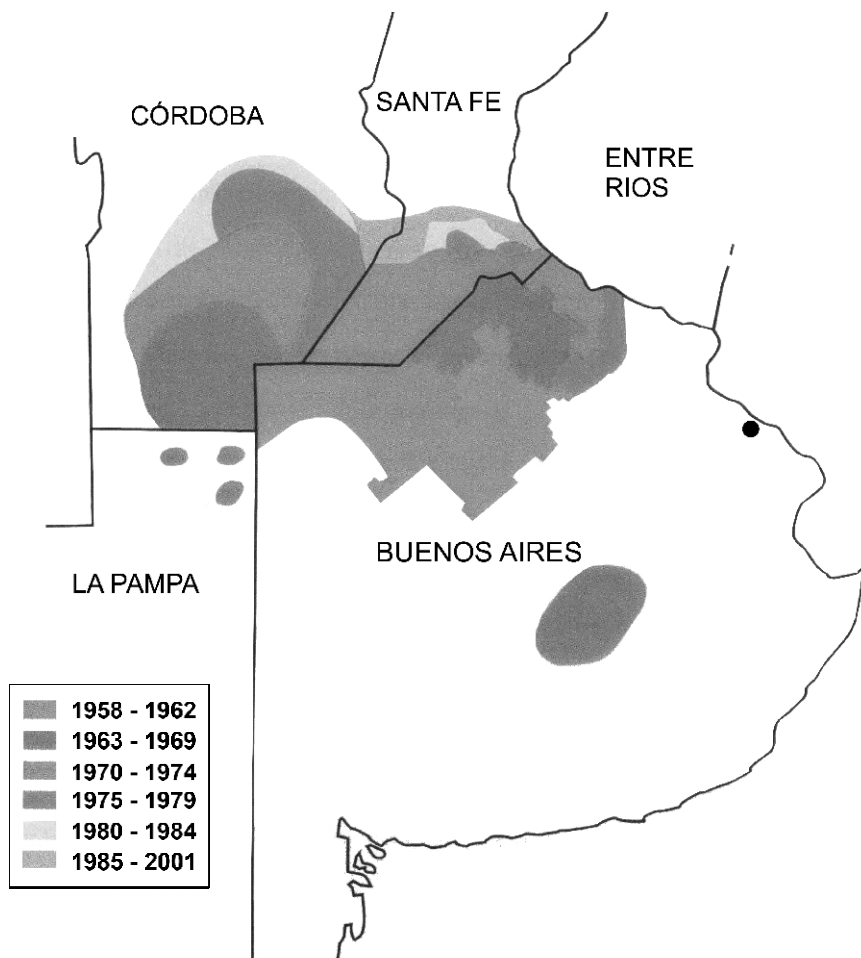 CÓRDOBA
SANTA FE
ENTRE
RIOS
BUENOS AIRES
LA PAMPA
1958 - 1962
1963 - 1969
1970 - 1974
1975 - 1979
1980 - 1984
1985 - 2001